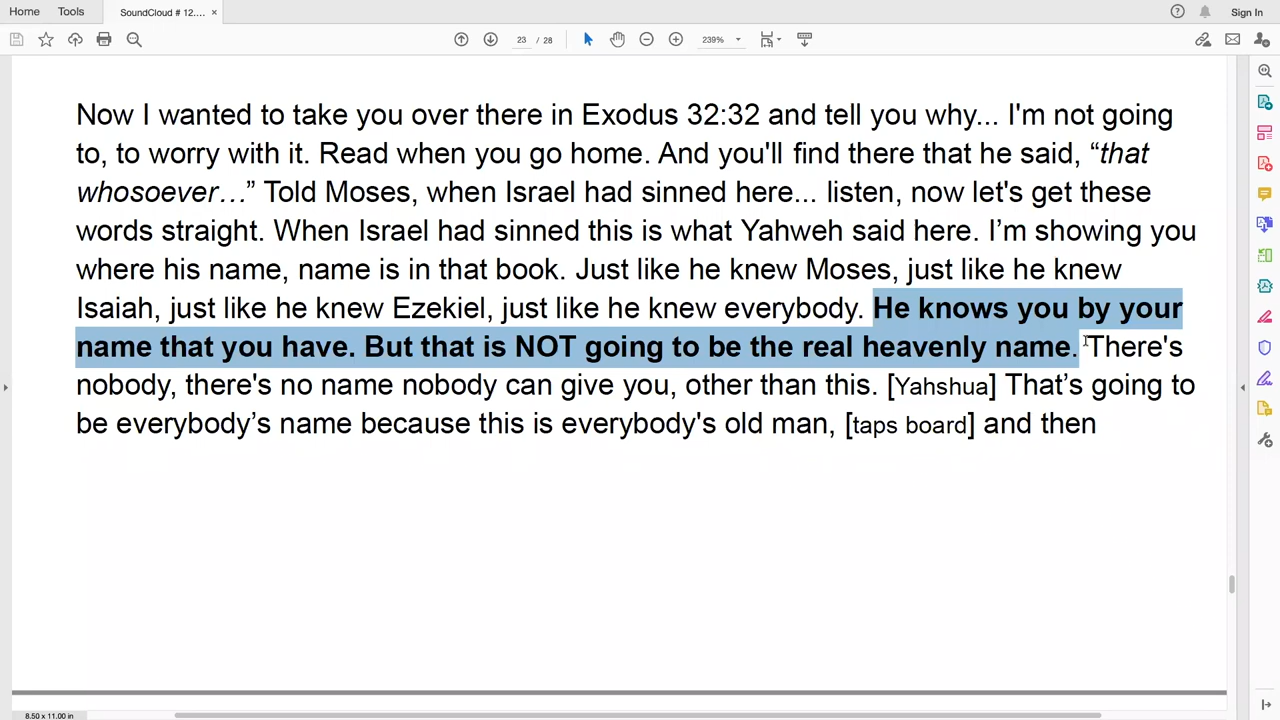 Home Tools SoundCloud # 12.... × Sign In
23 / 28 239%
Now I wanted to take you over there in Exodus 32:32 and tell you why... I'm not going
to, to worry with it. Read when you go home. And you'll find there that he said, “that
whosoever…” Told Moses, when Israel had sinned here... listen, now let's get these
words straight. When Israel had sinned this is what Yahweh said here. I’m showing you
where his name, name is in that book. Just like he knew Moses, just like he knew
Isaiah, just like he knew Ezekiel, just like he knew everybody. He knows you by your
name that you have. But that is NOT going to be the real heavenly name. There's
nobody, there's no name nobody can give you, other than this. [Yahshua] That’s going to
be everybody’s name because this is everybody's old man, [taps board] and then
8.50 x 11.00 in